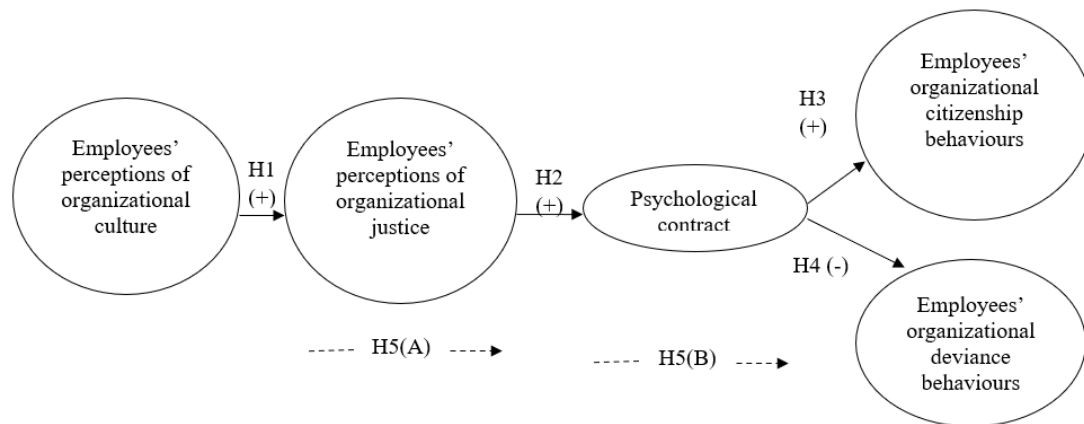 Employees’
perceptions of
organizational
culture
H1
(+)
Employees’
perceptions of
organizational
justice
H2
(+)
Psychological
contract
H3
(+)
Employees’
organizational
citizenship
behaviours
H4 (-)
Employees’
organizational
deviance
behaviours
H5(A)
H5(B)